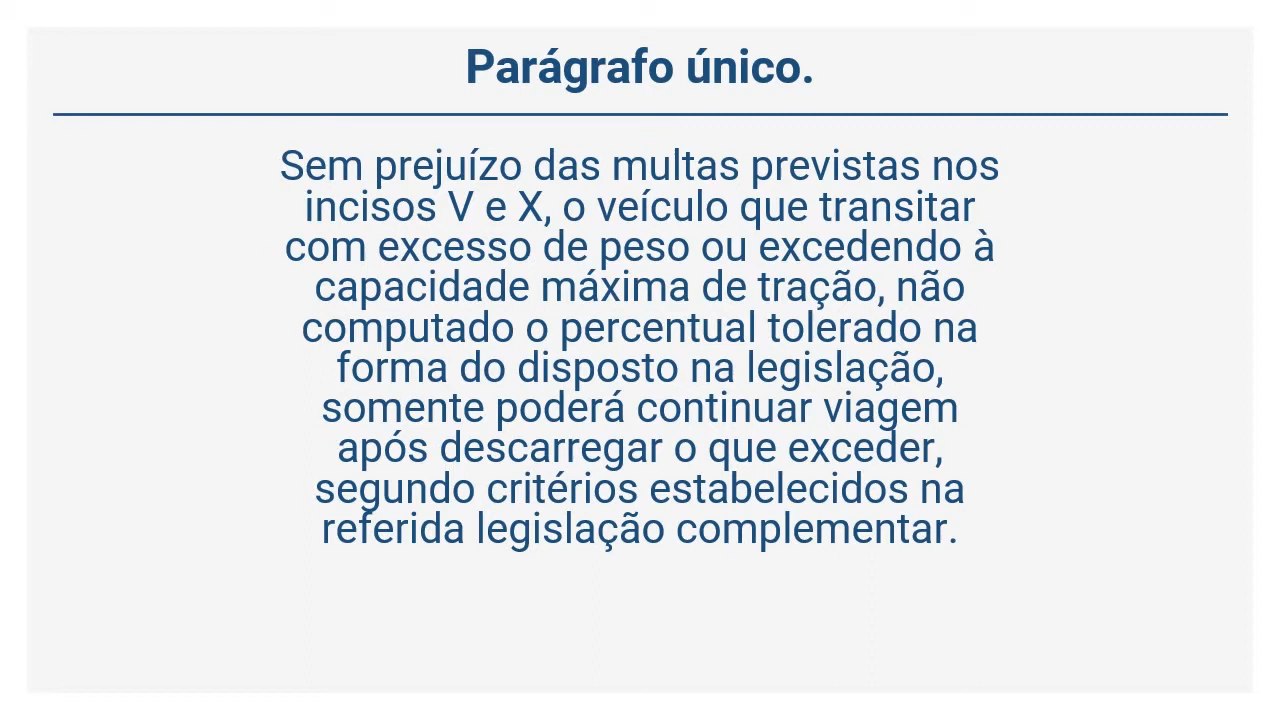 Parágrafo único.
Sem prejuízo das multas previstas nos
incisos V e X, o veículo que transitar
com excesso de peso ou excedendo à
capacidade máxima de tração, não
computado o percentual tolerado na
forma do disposto na legislação,
somente poderá continuar viagem
após descarregar o que exceder,
segundo critérios estabelecidos na
referida legislação complementar.